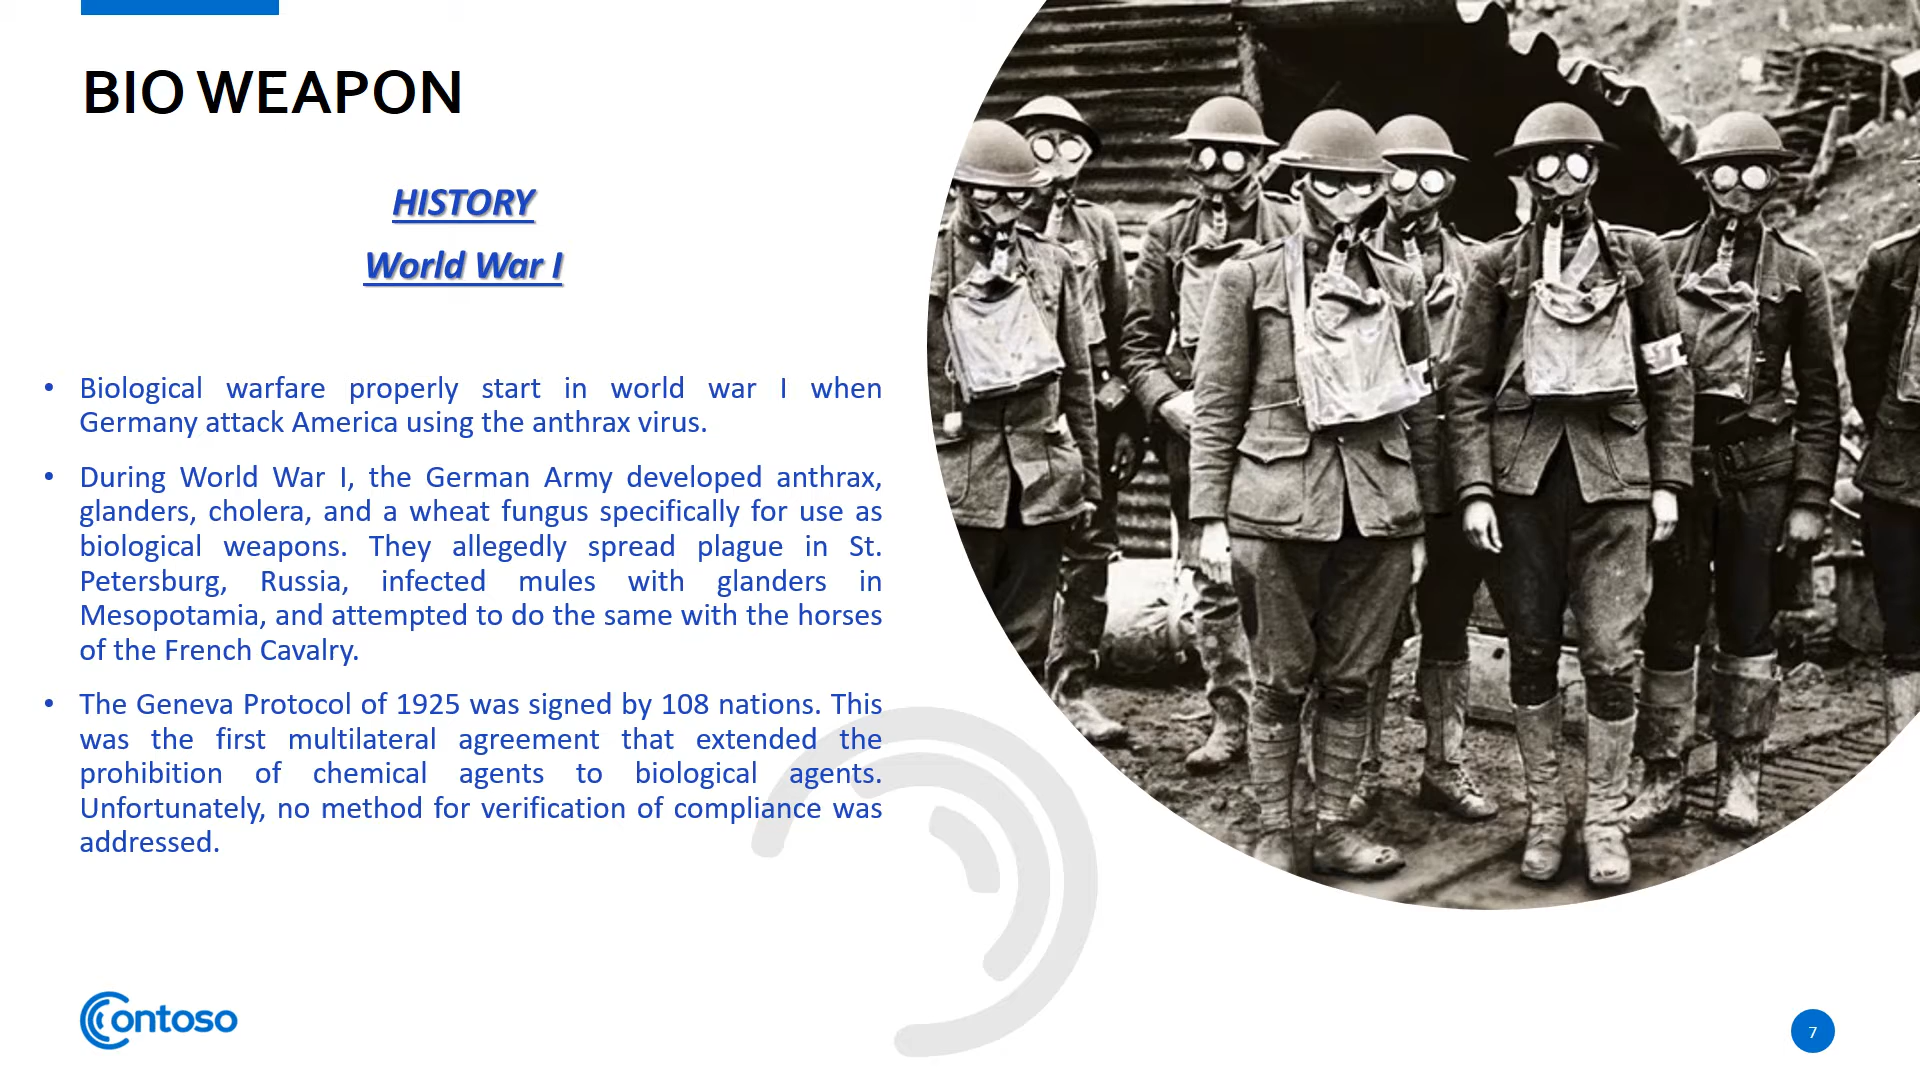 BIO WEAPON
HISTORY
World War I
• Biological warfare properly start in world war I when
Germany attack America using the anthrax virus.
• During World War I, the German Army developed anthrax,
glanders, cholera, and a wheat fungus specifically for use as
biological weapons. They allegedly spread plague in St.
Petersburg, Russia, infected mules with glanders in
Mesopotamia, and attempted to do the same with the horses
of the French Cavalry.
• The Geneva Protocol of 1925 was signed by 108 nations. This
was the first multilateral agreement that extended the
prohibition of chemical agents to biological agents.
Unfortunately, no method for verification of compliance was
addressed.
Contoso
7